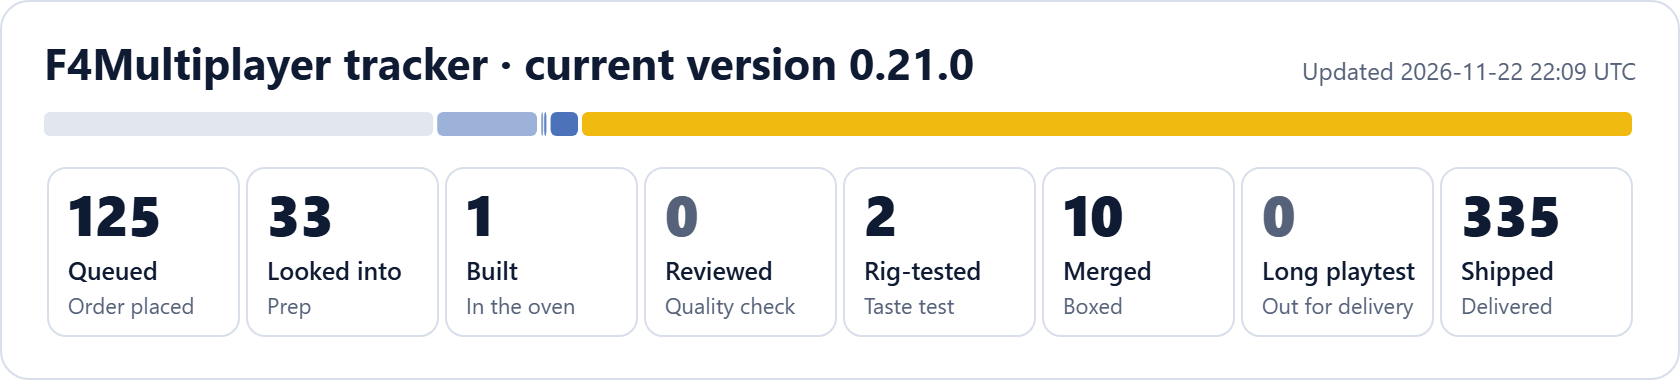 F4Multiplayer tracker · current version 0.21.0
Updated 2026-11-22 22:09 UTC
125
Queued
Order placed
33
Looked into
Prep
1
Built
In the oven
0
Reviewed
Quality check
2
Rig-tested
Taste test
10
Merged
Boxed
0
Long playtest
Out for delivery
335
Shipped
Delivered